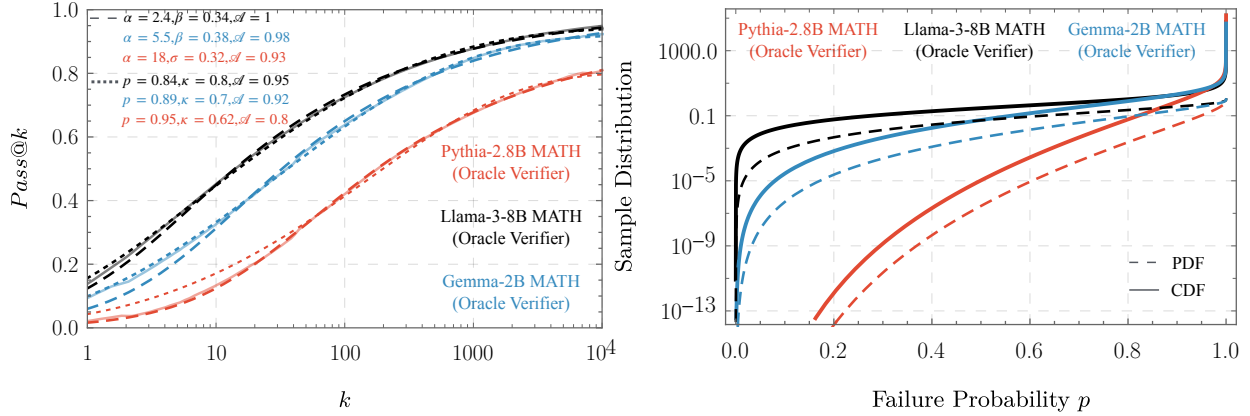 α = 2.4,β = 0.34,𝒜 = 1
α = 5.5,β = 0.38,𝒜 = 0.98
α = 18,σ = 0.32,𝒜 = 0.93
p = 0.84,κ = 0.8,𝒜 = 0.95
p = 0.89,κ = 0.7,𝒜 = 0.92
p = 0.95,κ = 0.62,𝒜 = 0.8
Pythia-2.8B MATH
(Oracle Verifier)
Llama-3-8B MATH
(Oracle Verifier)
Gemma-2B MATH
(Oracle Verifier)
1.0
0.8
0.6
0.4
0.2
0.0
Pass@k
1
10
100
1000
10^4
k
Pythia-2.8B MATH
(Oracle Verifier)
Llama-3-8B MATH
(Oracle Verifier)
Gemma-2B MATH
(Oracle Verifier)
1000.0
0.1
10^-5
10^-9
10^-13
Sample Distribution
PDF
CDF
0.0
0.2
0.4
0.6
0.8
1.0
Failure Probability p